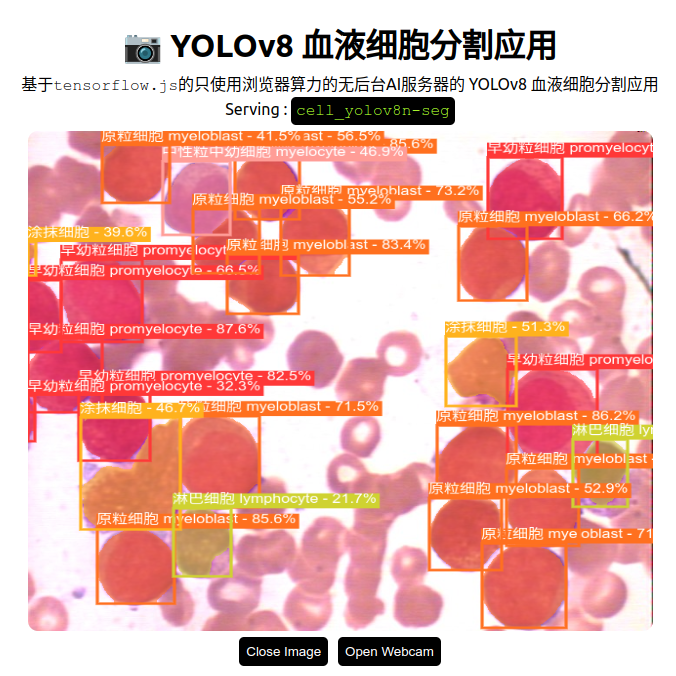 📷 YOLOv8 血液细胞分割应用
基于tensorflow.js的只使用浏览器算力的无后台AI服务器的 YOLOv8 血液细胞分割应用
Serving : cell_yolov8n-seg
原粒细胞 myeloblast - 41.5%
ast - 56.5%
85.6%
中性粒中幼细胞 myelocyte - 46.9%
早幼粒细胞 promyelocyt
原粒细胞 myeloblast - 73.2%
原粒细胞 myeloblast - 55.2%
原粒细胞 myeloblast - 66.2%
涂抹细胞 - 39.6%
原粒细胞 myeloblast - 83.4%
早幼粒细胞 promyelocyt
早幼粒细胞 promyelocyte - 66.5%
早幼粒细胞 promyelocyte - 87.6%
涂抹细胞 - 51.3%
早幼粒细胞 promyelo
早幼粒细胞 promyelocyte - 82.5%
早幼粒细胞 promyelocyte - 32.3%
涂抹细胞 - 46.7%
粒细胞 myeloblast - 71.5%
原粒细胞 myeloblast - 86.2%
淋巴细胞 ly
原粒细胞 myeloblast
淋巴细胞 lymphocyte - 21.7%
原粒细胞 myeloblast - 52.9%
原粒细胞 myeloblast - 85.6%
原粒细胞 myeloblast - 71
Close Image
Open Webcam